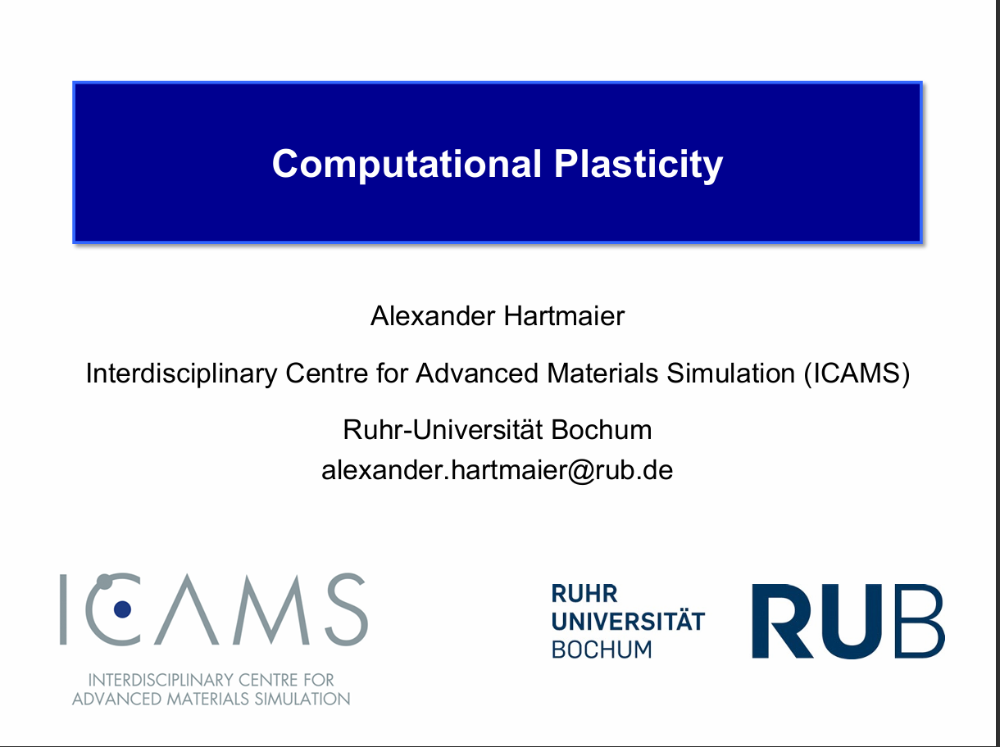 Computational Plasticity
Alexander Hartmaier
Interdisciplinary Centre for Advanced Materials Simulation (ICAMS)
Ruhr-Universität Bochum
alexander.hartmaier@rub.de
ICAMS
INTERDISCIPLINARY CENTRE FOR
ADVANCED MATERIALS SIMULATION
RUHR
UNIVERSITÄT
BOCHUM
RUB